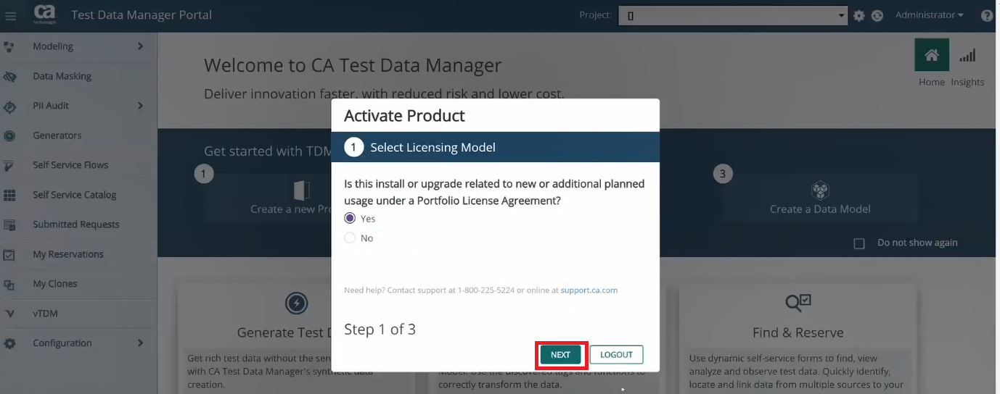 ca
Test Data Manager Portal
Project:
[]
Administrator
?
Modeling
Data Masking
PII Audit
Generators
Self Service Flows
Self Service Catalog
Submitted Requests
My Reservations
My Clones
vTDM
Configuration
Welcome to CA Test Data Manager
Deliver innovation faster, with reduced risk and lower cost.
Home
Insights
Get started with TDM
1
Create a new Pro
3
Create a Data Model
Do not show again
Activate Product
1 Select Licensing Model
Is this install or upgrade related to new or additional planned
usage under a Portfolio License Agreement?
Yes
No
Need help? Contact support at 1-800-225-5224 or online at support.ca.com
Step 1 of 3
NEXT
LOGOUT
Generate Test D
Get rich test data without the sen
with CA Test Data Manager's synthetic data
creation.
Model. Use the discovered tags and functions to
correctly transform the data.
Find & Reserve
Use dynamic self-service forms to find, view
analyze and observe test data. Quickly identify,
locate and link data from multiple sources to your